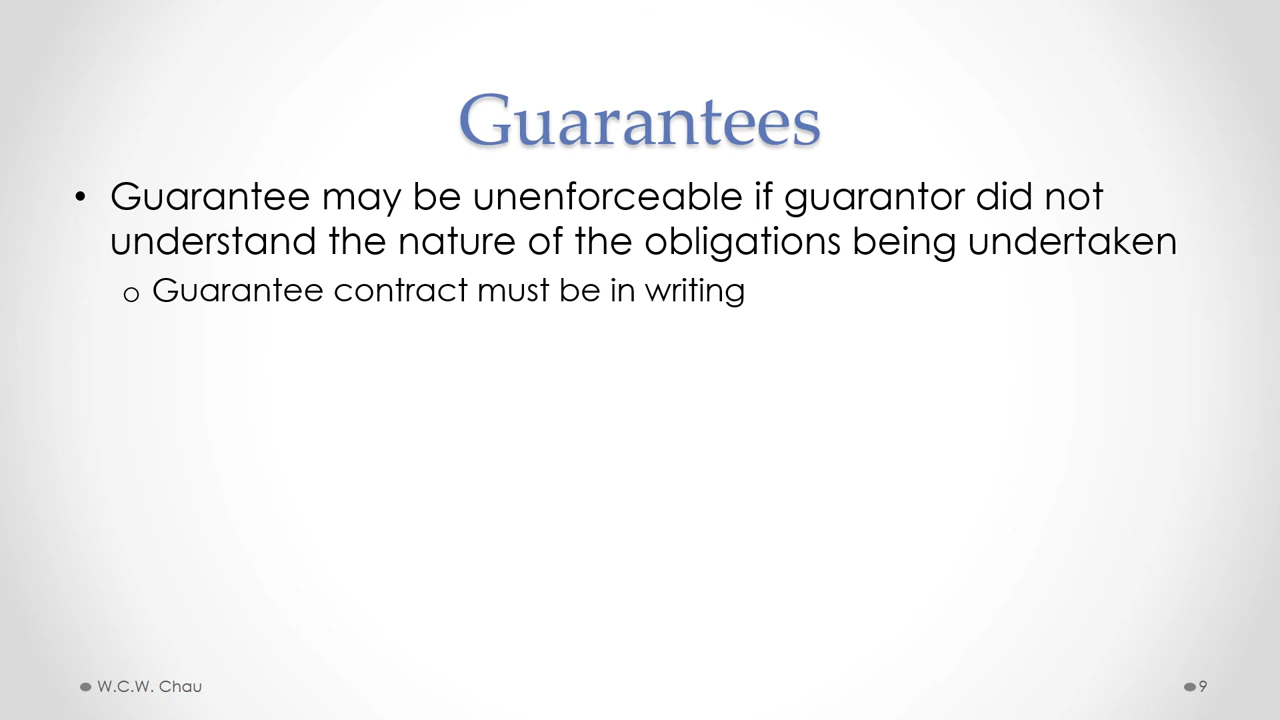 Guarantees
• Guarantee may be unenforceable if guarantor did not
understand the nature of the obligations being undertaken
o Guarantee contract must be in writing
W.C.W. Chau
9